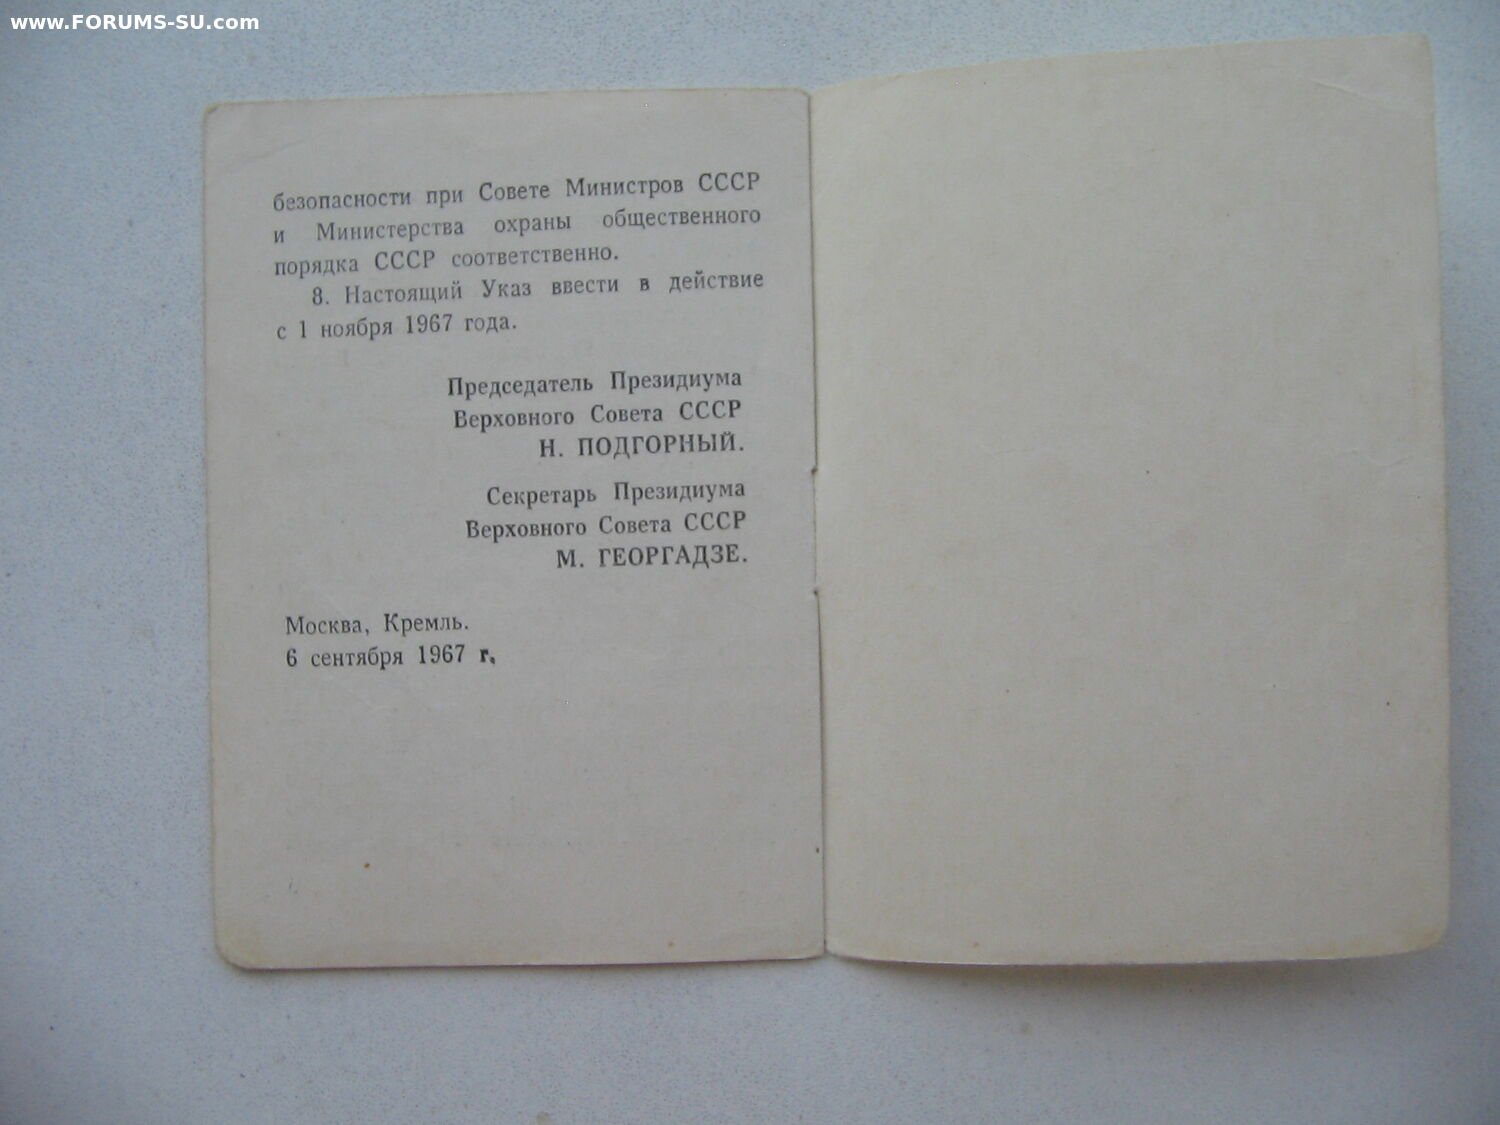 www.FORUMS-SU.com
безопасности при Совете Министров СССР
и Министерства охраны общественного
порядка СССР соответственно.
8. Настоящий Указ ввести в действие
с 1 ноября 1967 года.
Председатель Президиума
Верховного Совета СССР
Н. ПОДГОРНЫЙ.
Секретарь Президиума
Верховного Совета СССР
М. ГЕОРГАДЗЕ.
Москва, Кремль.
6 сентября 1967 г.